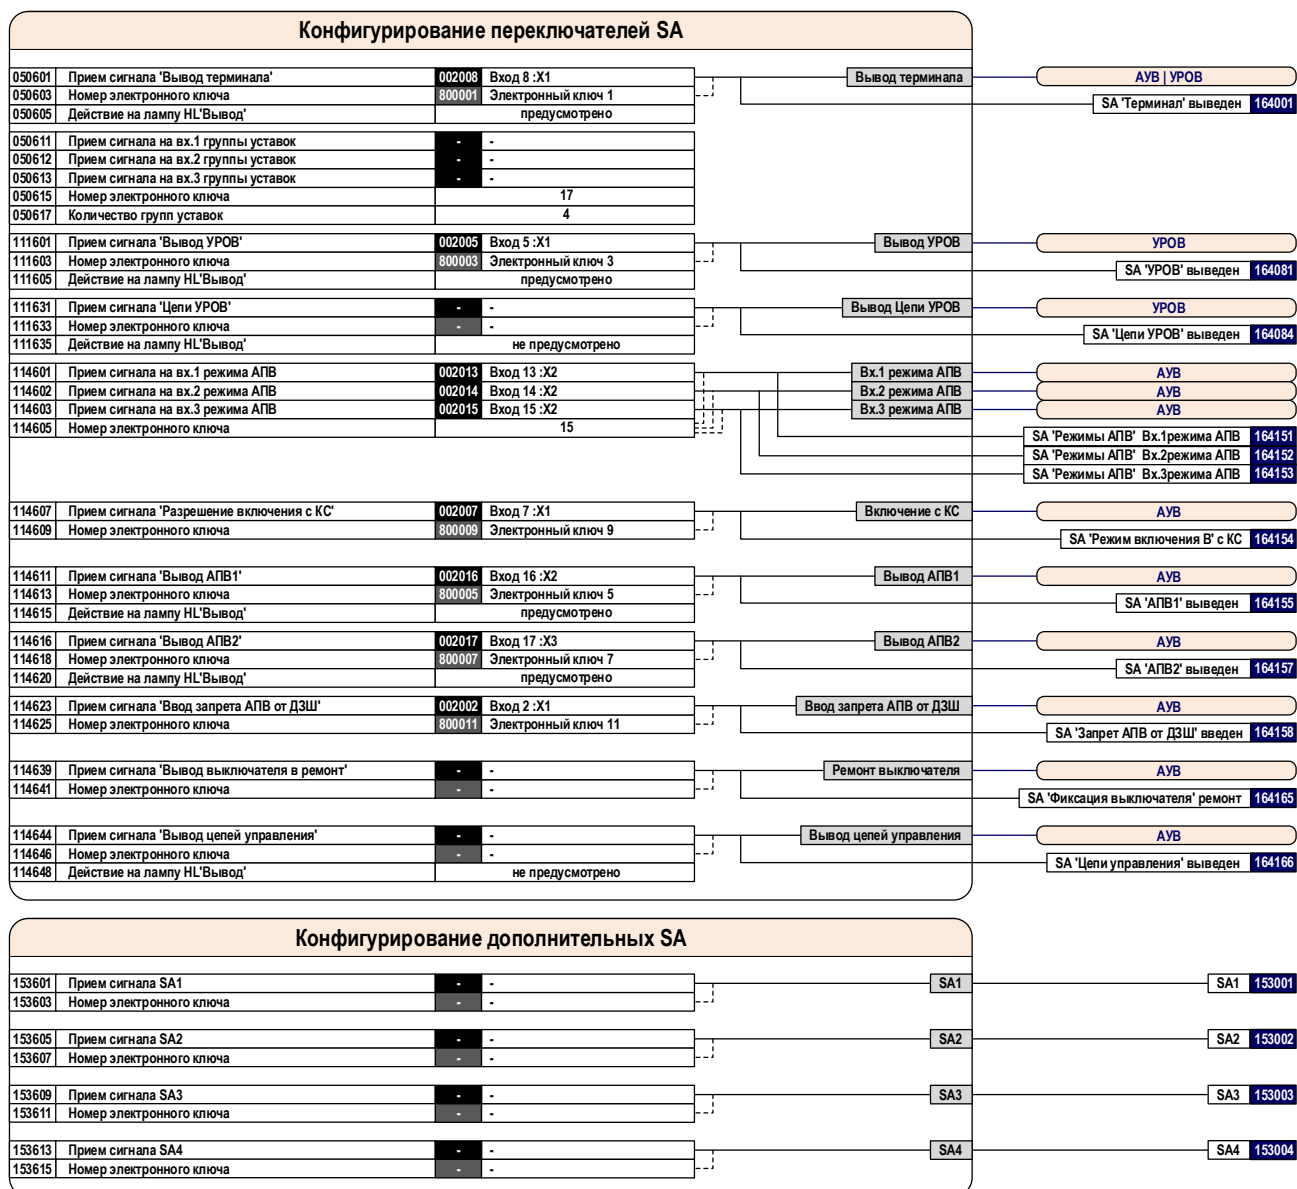 Конфигурирование переключателей SA
050601 Прием сигнала 'Вывод терминала' 002008 Вход 8 :X1 Вывод терминала АУВ | УРОВ
050603 Номер электронного ключа 800001 Электронный ключ 1 SA 'Терминал' выведен 164001
050605 Действие на лампу HL'Вывод' предусмотрено
050611 Прием сигнала на вх.1 группы уставок - -
050612 Прием сигнала на вх.2 группы уставок - -
050613 Прием сигнала на вх.3 группы уставок - -
050615 Номер электронного ключа 17
050617 Количество групп уставок 4
111601 Прием сигнала 'Вывод УРОВ' 002005 Вход 5 :X1 Вывод УРОВ УРОВ
111603 Номер электронного ключа 800003 Электронный ключ 3 SA 'УРОВ' выведен 164081
111605 Действие на лампу HL'Вывод' предусмотрено
111631 Прием сигнала 'Цепи УРОВ' - - Вывод Цепи УРОВ УРОВ
111633 Номер электронного ключа - - SA 'Цепи УРОВ' выведен 164084
111635 Действие на лампу HL'Вывод' не предусмотрено
114601 Прием сигнала на вх.1 режима АПВ 002013 Вход 13 :X2 Вх.1 режима АПВ АУВ
114602 Прием сигнала на вх.2 режима АПВ 002014 Вход 14 :X2 Вх.2 режима АПВ АУВ
114603 Прием сигнала на вх.3 режима АПВ 002015 Вход 15 :X2 Вх.3 режима АПВ АУВ
114605 Номер электронного ключа 15
SA 'Режимы АПВ' Вх.1режима АПВ 164151
SA 'Режимы АПВ' Вх.2режима АПВ 164152
SA 'Режимы АПВ' Вх.3режима АПВ 164153
114607 Прием сигнала 'Разрешение включения с КС' 002007 Вход 7 :X1 Включение с КС АУВ
114609 Номер электронного ключа 800009 Электронный ключ 9 SA 'Режим включения В' с КС 164154
114611 Прием сигнала 'Вывод АПВ1' 002016 Вход 16 :X2 Вывод АПВ1 АУВ
114613 Номер электронного ключа 800005 Электронный ключ 5 SA 'АПВ1' выведен 164155
114615 Действие на лампу HL'Вывод' предусмотрено
114616 Прием сигнала 'Вывод АПВ2' 002017 Вход 17 :X3 Вывод АПВ2 АУВ
114618 Номер электронного ключа 800007 Электронный ключ 7 SA 'АПВ2' выведен 164157
114620 Действие на лампу HL'Вывод' предусмотрено
114623 Прием сигнала 'Ввод запрета АПВ от ДЗШ' 002002 Вход 2 :X1 Ввод запрета АПВ от ДЗШ АУВ
114625 Номер электронного ключа 800011 Электронный ключ 11 SA 'Запрет АПВ от ДЗШ' введен 164158
114639 Прием сигнала 'Вывод выключателя в ремонт' - - Ремонт выключателя АУВ
114641 Номер электронного ключа - - SA 'Фиксация выключателя' ремонт 164165
114644 Прием сигнала 'Вывод цепей управления' - - Вывод цепей управления АУВ
114646 Номер электронного ключа - - SA 'Цепи управления' выведен 164166
114648 Действие на лампу HL'Вывод' не предусмотрено
Конфигурирование дополнительных SA
153601 Прием сигнала SA1 - - SA1 SA1 153001
153603 Номер электронного ключа - -
153605 Прием сигнала SA2 - - SA2 SA2 153002
153607 Номер электронного ключа - -
153609 Прием сигнала SA3 - - SA3 SA3 153003
153611 Номер электронного ключа - -
153613 Прием сигнала SA4 - - SA4 SA4 153004
153615 Номер электронного ключа - -